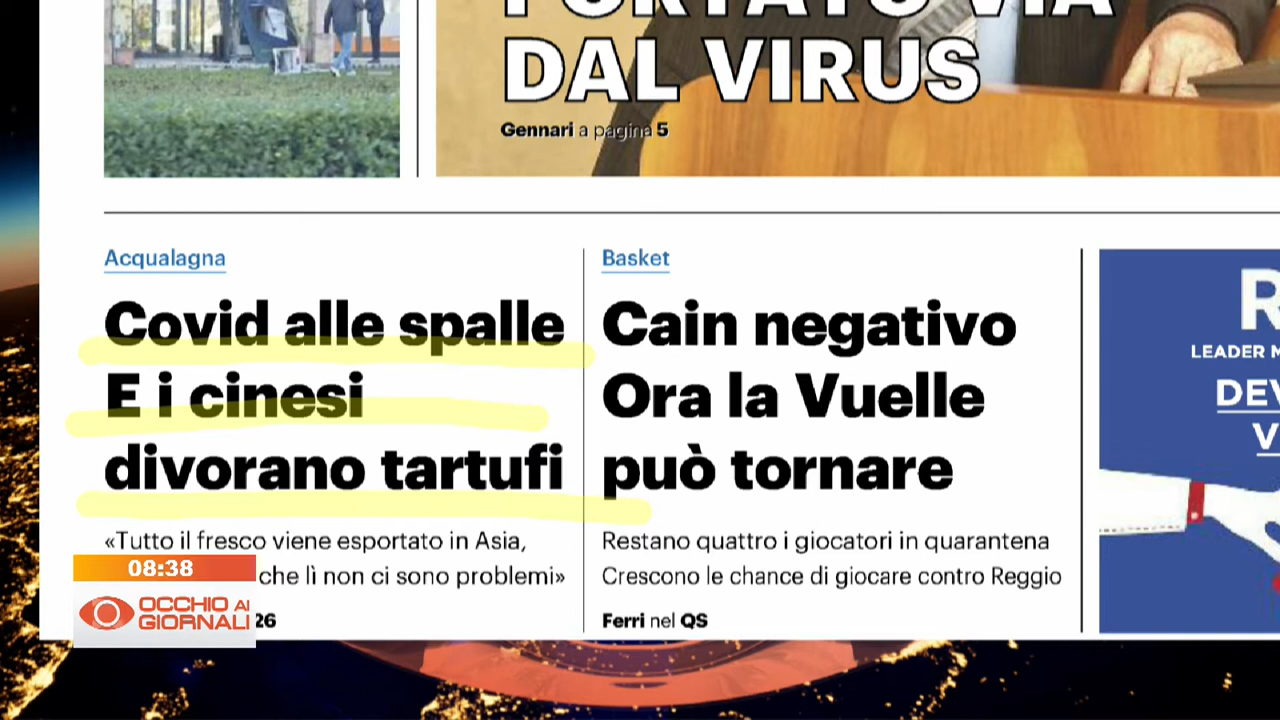 PORTATO VIA
DAL VIRUS
Gennari a pagina 5
Acqualagna
Covid alle spalle
E i cinesi
divorano tartufi
«Tutto il fresco viene esportato in Asia,
che lì non ci sono problemi»
26
Basket
Cain negativo
Ora la Vuelle
può tornare
Restano quattro i giocatori in quarantena
Crescono le chance di giocare contro Reggio
Ferri nel QS
LEADER
08:38
OCCHIO AI
GIORNALI